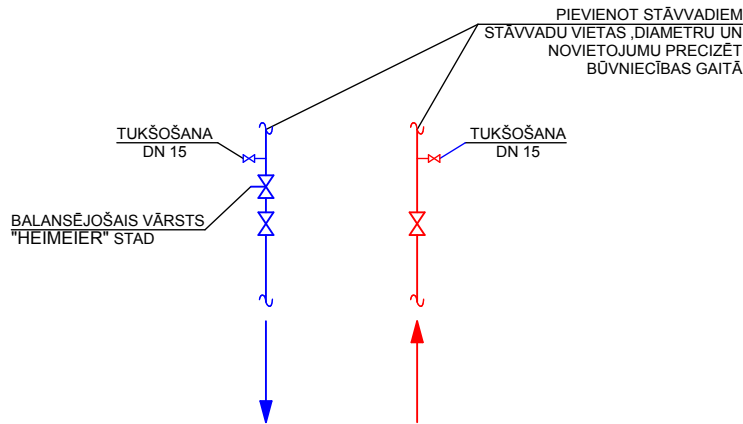 PIEVIENOT STĀVVADIEM
STĀVVADU VIETAS ,DIAMETRU UN
NOVIETOJUMU PRECIZĒT
BŪVNIECĪBAS GAITĀ
TUKŠOŠANA
DN 15
TUKŠOŠANA
DN 15
BALANSĒJOŠAIS VĀRSTS
"HEIMEIER" STAD